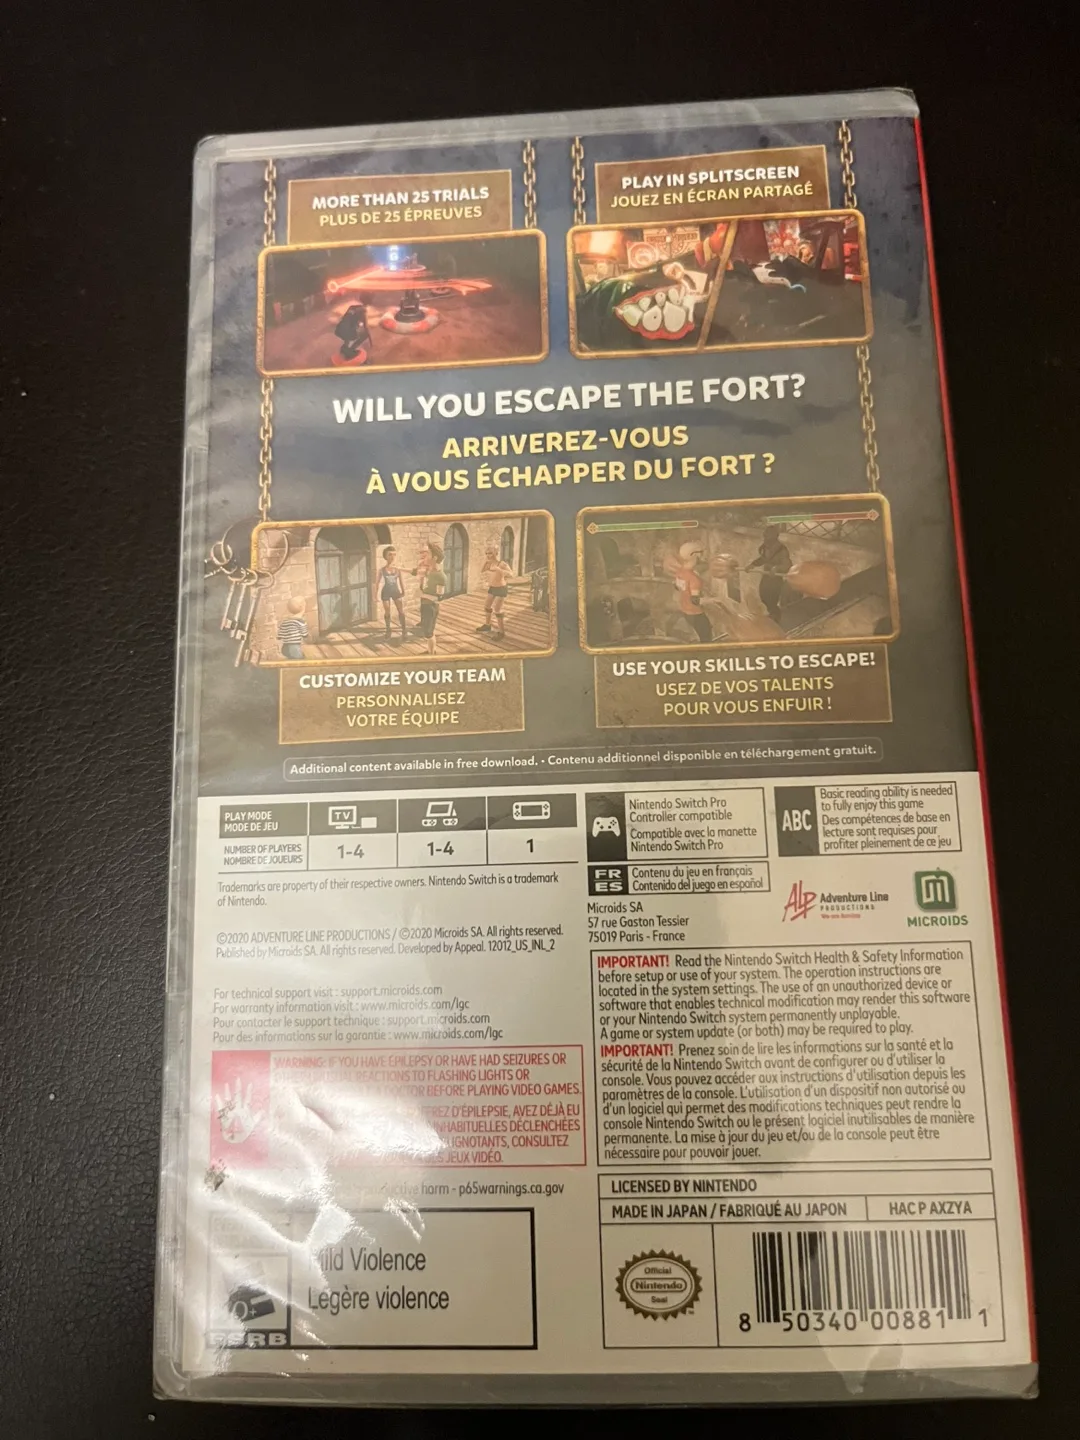 MORE THAN 25 TRIALS
PLUS DE 25 ÉPREUVES
PLAY IN SPLITSCREEN
JOUEZ EN ÉCRAN PARTAGÉ
WILL YOU ESCAPE THE FORT?
ARRIVEREZ-VOUS
À VOUS ÉCHAPPER DU FORT ?
CUSTOMIZE YOUR TEAM
PERSONNALISEZ
VOTRE ÉQUIPE
USE YOUR SKILLS TO ESCAPE!
USEZ DE VOS TALENTS
POUR VOUS ENFUIR !
Additional content available in free download. • Contenu additionnel disponible en téléchargement gratuit.
PLAY MODE
MODE DE JEU
TV
NUMBER OF PLAYERS
NOMBRE DE JOUEURS
1-4
1-4
1
Nintendo Switch Pro
Controller compatible
Compatible avec la manette
Nintendo Switch Pro
ABC
Basic reading ability is needed
to fully enjoy this game
Des compétences de base en
lecture sont requises pour
profiter pleinement de ce jeu
FR
ES
Contenu du jeu en français
Contenido del juego en español
Trademarks are property of their respective owners. Nintendo Switch is a trademark
of Nintendo.
©2020 ADVENTURE LINE PRODUCTIONS / ©2020 Microids SA. All rights reserved.
Published by Microids SA. All rights reserved. Developed by Appeal. 12012_US_INL_2
Microids SA
57 rue Gaston Tessier
75019 Paris - France
Alp
Adventure Line
PRODUCTIONS
MICROIDS
For technical support visit : support.microids.com
For warranty information visit : www.microids.com/lgc
Pour contacter le support technique : support.microids.com
Pour des informations sur la garantie : www.microids.com/lgc
WARNING: IF YOU HAVE EPILEPSY OR HAVE HAD SEIZURES OR
REACTIONS TO FLASHING LIGHTS OR
DOCTOR BEFORE PLAYING VIDEO GAMES.
D'ÉPILEPSIE, AVEZ DÉJÀ EU
INHABITUELLES DÉCLENCHÉES
CLIGNOTANTS, CONSULTEZ
JEUX VIDÉO.
harm - p65warnings.ca.gov
IMPORTANT! Read the Nintendo Switch Health & Safety Information
before setup or use of your system. The operation instructions are
located in the system settings. The use of an unauthorized device or
software that enables technical modification may render this software
or your Nintendo Switch system permanently unplayable.
A game or system update (or both) may be required to play.
IMPORTANT! Prenez soin de lire les informations sur la santé et la
sécurité de la Nintendo Switch avant de configurer ou d'utiliser la
console. Vous pouvez accéder aux instructions d'utilisation depuis les
paramètres de la console. L'utilisation d'un dispositif non autorisé ou
d'un logiciel qui permet des modifications techniques peut rendre la
console Nintendo Switch ou le présent logiciel inutilisables de manière
permanente. La mise à jour du jeu et/ou de la console peut être
nécessaire pour pouvoir jouer.
LICENSED BY NINTENDO
MADE IN JAPAN / FABRIQUÉ AU JAPON
HAC P AXZYA
Official
Nintendo
Seal
8 50340 00881 1
Mild Violence
Légère violence
ESRB